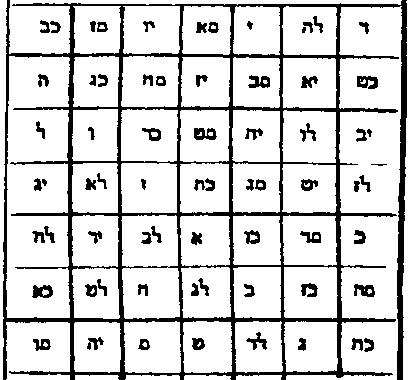 ד לה י מא יו מז כב
כט יא מב יז מח כג ה
יב לו יח מט כד ו ל
לז יט מג כה ז לא יג
כ מד כו א לב יד לח
מה כז ב לג ח לט כא
כח ג לד ט מ יה מו